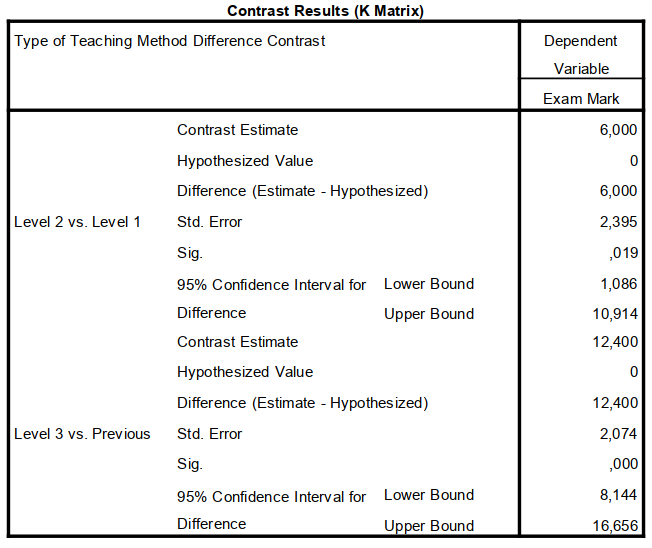 Contrast Results (K Matrix)
Type of Teaching Method Difference Contrast Dependent
Variable
Exam Mark
Contrast Estimate 6,000
Hypothesized Value 0
Difference (Estimate - Hypothesized) 6,000
Level 2 vs. Level 1 Std. Error 2,395
Sig. ,019
95% Confidence Interval for Lower Bound 1,086
Difference Upper Bound 10,914
Contrast Estimate 12,400
Hypothesized Value 0
Difference (Estimate - Hypothesized) 12,400
Level 3 vs. Previous Std. Error 2,074
Sig. ,000
95% Confidence Interval for Lower Bound 8,144
Difference Upper Bound 16,656